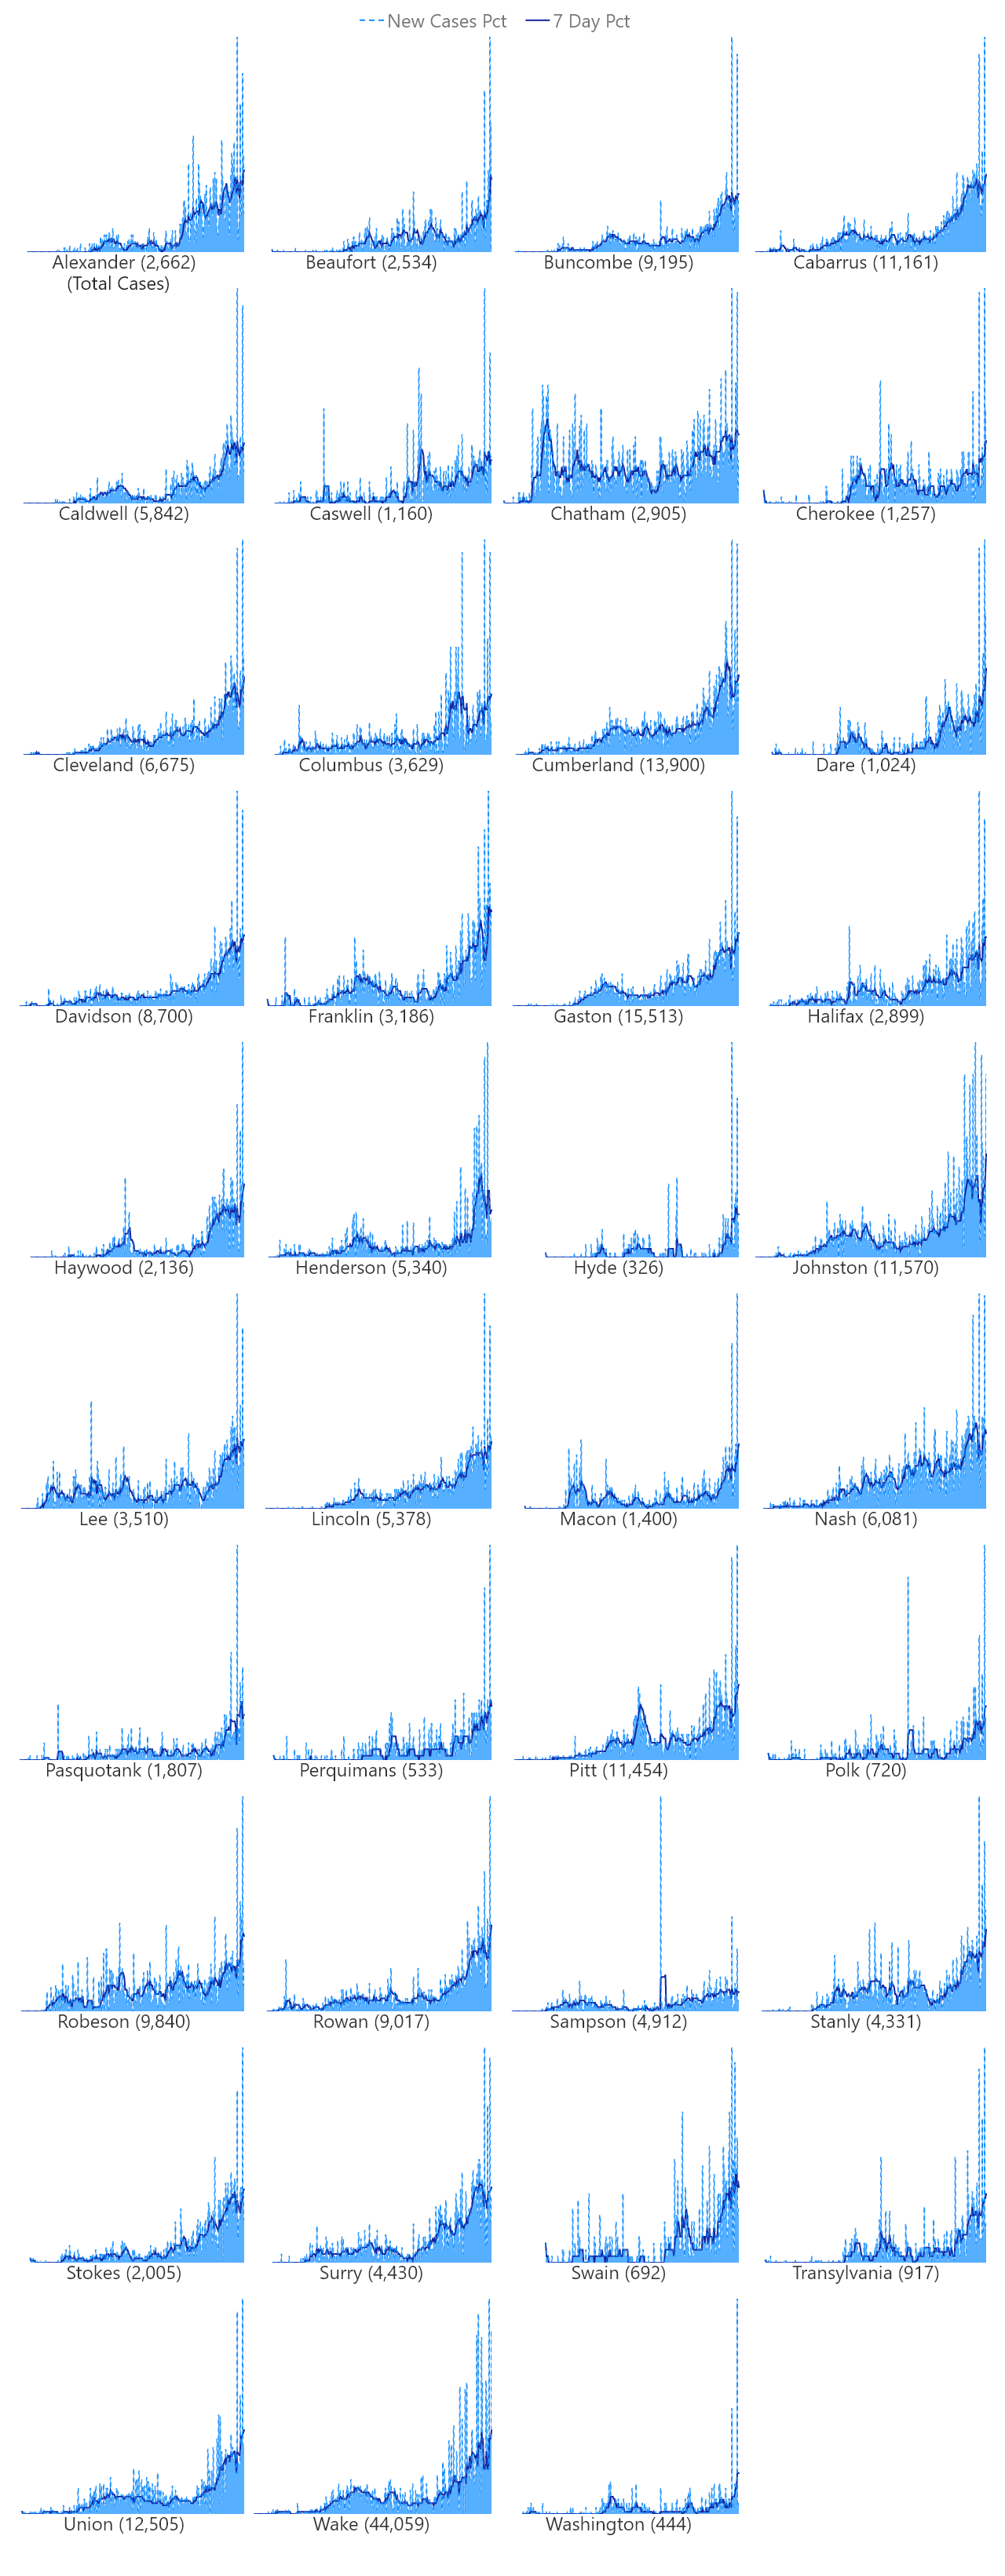 New Cases Pct 7 Day Pct
Alexander (2,662) Beaufort (2,534) Buncombe (9,195) Cabarrus (11,161)
(Total Cases)
Caldwell (5,842) Caswell (1,160) Chatham (2,905) Cherokee (1,257)
Cleveland (6,675) Columbus (3,629) Cumberland (13,900) Dare (1,024)
Davidson (8,700) Franklin (3,186) Gaston (15,513) Halifax (2,899)
Haywood (2,136) Henderson (5,340) Hyde (326) Johnston (11,570)
Lee (3,510) Lincoln (5,378) Macon (1,400) Nash (6,081)
Pasquotank (1,807) Perquimans (533) Pitt (11,454) Polk (720)
Robeson (9,840) Rowan (9,017) Sampson (4,912) Stanly (4,331)
Stokes (2,005) Surry (4,430) Swain (692) Transylvania (917)
Union (12,505) Wake (44,059) Washington (444)